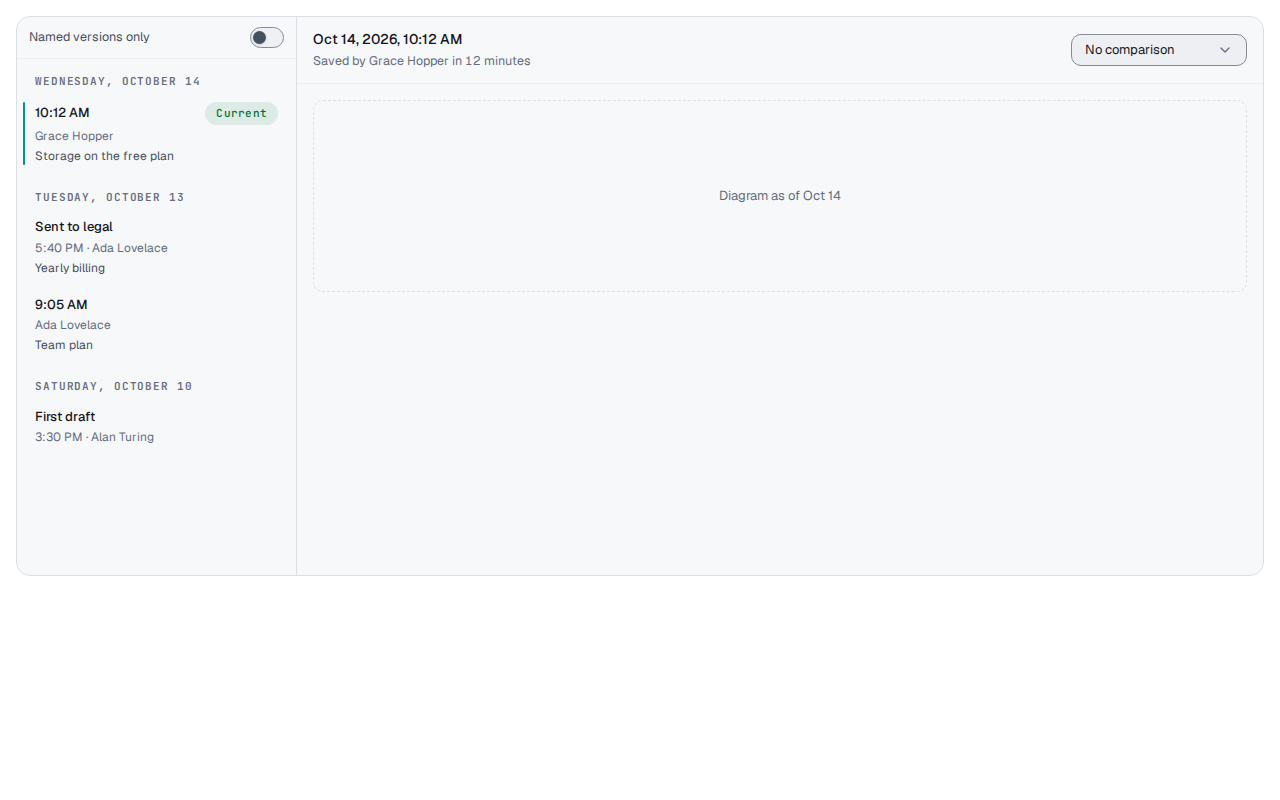 Named versions only
WEDNESDAY, OCTOBER 14
10:12 AM
Current
Grace Hopper
Storage on the free plan
TUESDAY, OCTOBER 13
Sent to legal
5:40 PM · Ada Lovelace
Yearly billing
9:05 AM
Ada Lovelace
Team plan
SATURDAY, OCTOBER 10
First draft
3:30 PM · Alan Turing
Oct 14, 2026, 10:12 AM
Saved by Grace Hopper in 12 minutes
No comparison
Diagram as of Oct 14